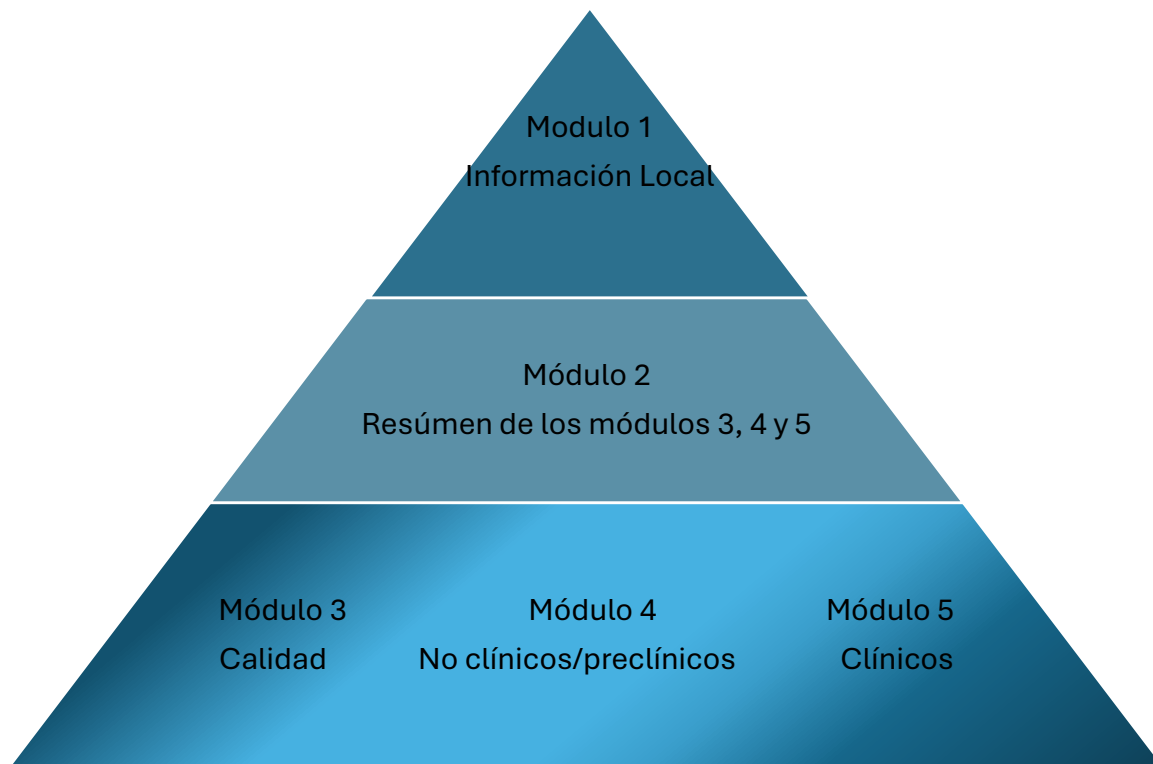 Modulo 1
Información Local
Módulo 2
Resúmen de los módulos 3, 4 y 5
Módulo 3
Calidad
Módulo 4
No clínicos/preclínicos
Módulo 5
Clínicos